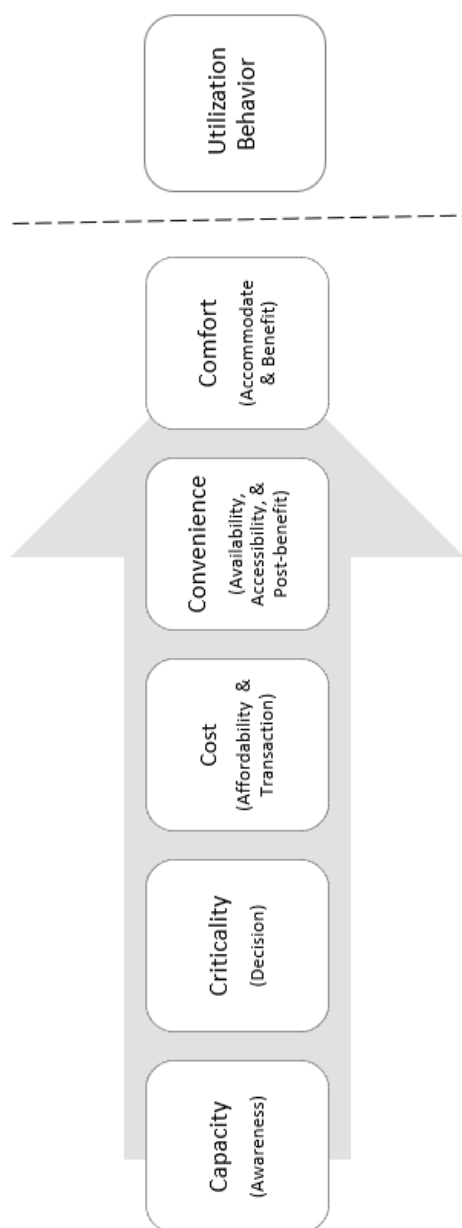 Capacity
(Awareness)
Criticality
(Decision)
Cost
(Affordability &
Transaction)
Convenience
(Availability,
Accessibility, &
Post-benefit)
Comfort
(Accommodate
& Benefit)
Utilization
Behavior